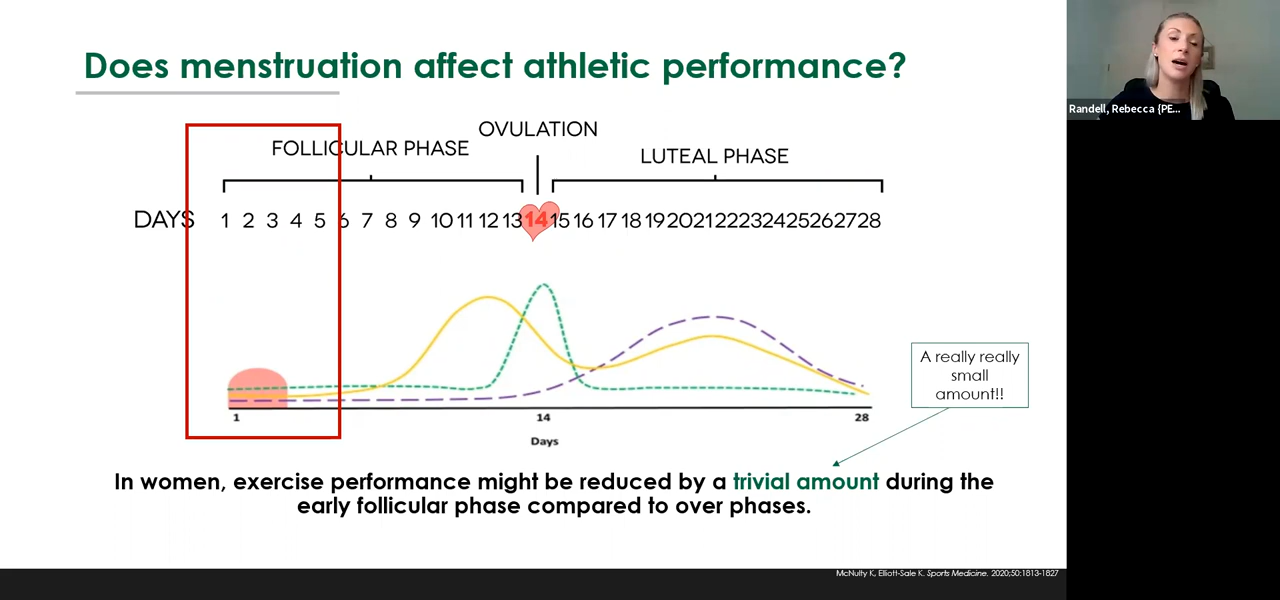 Does menstruation affect athletic performance?
Randell, Rebecca {PE...
OVULATION
FOLLICULAR PHASE
LUTEAL PHASE
DAYS 1 2 3 4 5 6 7 8 9 10 11 12 13 14 15 16 17 18 19 20 21 22 23 24 25 26 27 28
A really really
small
amount!!
1 14 28
Days
In women, exercise performance might be reduced by a trivial amount during the
early follicular phase compared to over phases.
McNulty K, Elliott-Sale K. Sports Medicine. 2020;50:1813-1827